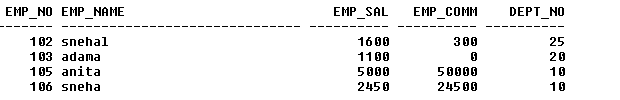 EMP_NO EMP_NAME EMP_SAL EMP_COMM DEPT_NO
------- ------------------------- --------- --------- ---------
102 snehal 1600 300 25
103 adama 1100 0 20
105 anita 5000 50000 10
106 sneha 2450 24500 10